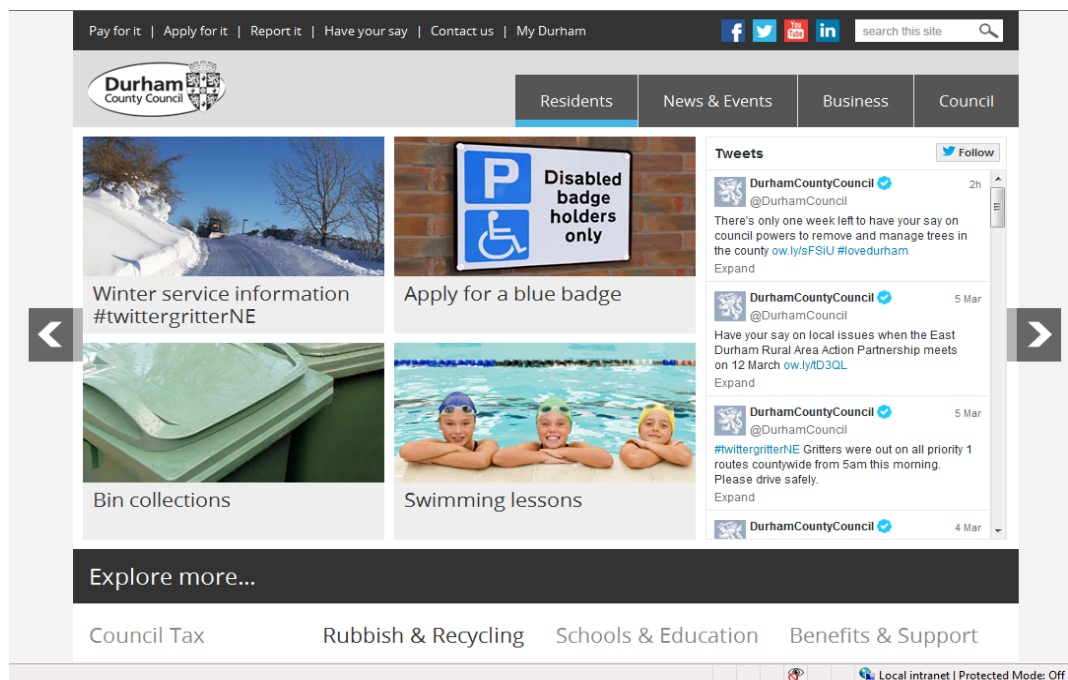 Pay for it | Apply for it | Report it | Have your say | Contact us | My Durham
f
You
Tube
in
search this site
Durham
County Council
Residents
News & Events
Business
Council
P
Disabled
badge
holders
only
Winter service information
#twittergritterNE
Apply for a blue badge
Bin collections
Swimming lessons
Tweets
Follow
DurhamCountyCouncil 2h
@DurhamCouncil
There's only one week left to have your say on
council powers to remove and manage trees in
the county ow.ly/sFSiU #lovedurham
Expand
DurhamCountyCouncil 5 Mar
@DurhamCouncil
Have your say on local issues when the East
Durham Rural Area Action Partnership meets
on 12 March ow.ly/tD3QL
Expand
DurhamCountyCouncil 5 Mar
@DurhamCouncil
#twittergritterNE Gritters were out on all priority 1
routes countywide from 5am this morning.
Please drive safely.
Expand
DurhamCountyCouncil 4 Mar
Explore more...
Council Tax
Rubbish & Recycling
Schools & Education
Benefits & Support
Local intranet | Protected Mode: Off